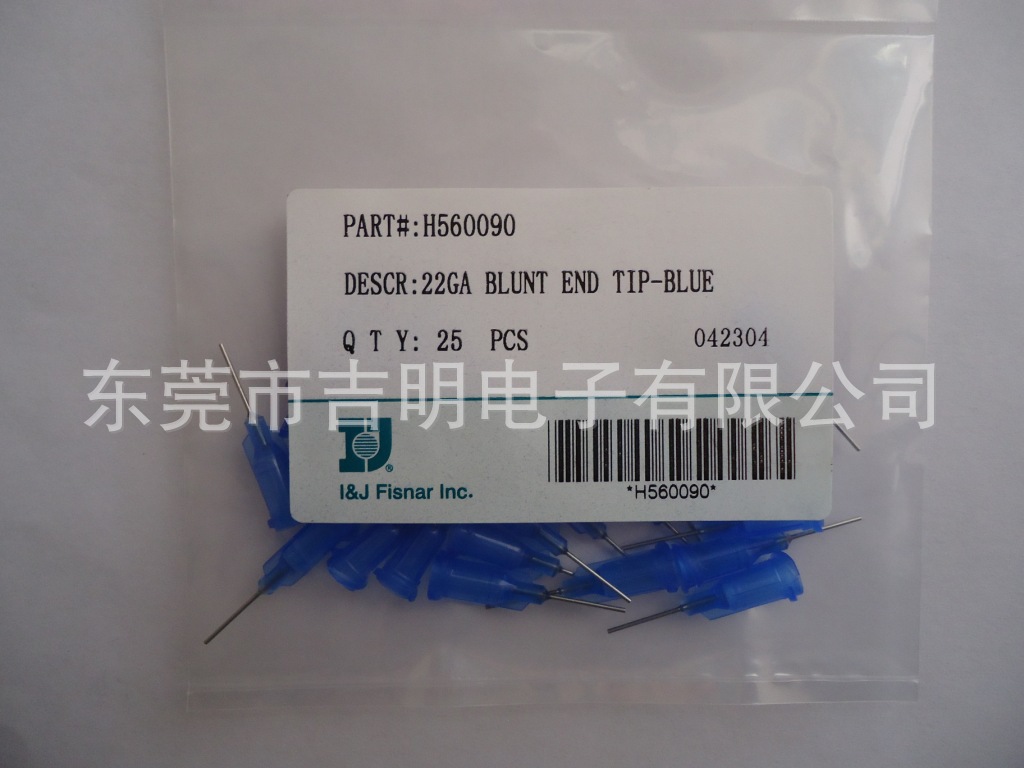 PART#:H560090
DESCR:22GA BLUNT END TIP-BLUE
Q T Y: 25 PCS 042304
东莞市吉明电子有限公司
IJ ®
I&J Fisnar Inc.
*H560090*